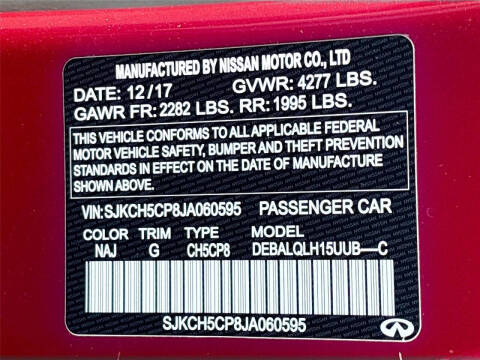 MANUFACTURED BY NISSAN MOTOR CO., LTD
DATE: 12/17 GVWR: 4277 LBS.
GAWR FR: 2282 LBS. RR: 1995 LBS.
THIS VEHICLE CONFORMS TO ALL APPLICABLE FEDERAL
MOTOR VEHICLE SAFETY, BUMPER AND THEFT PREVENTION
STANDARDS IN EFFECT ON THE DATE OF MANUFACTURE
SHOWN ABOVE.
VIN: SJKCH5CP8JA060595 PASSENGER CAR
COLOR TRIM TYPE MODEL
NAJ G CH5CP8 DEBALQLH15UUB—C
SJKCH5CP8JA060595